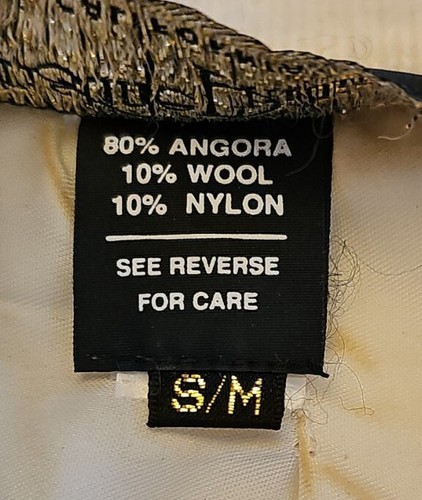 80% ANGORA
10% WOOL
10% NYLON
SEE REVERSE
FOR CARE
S/M